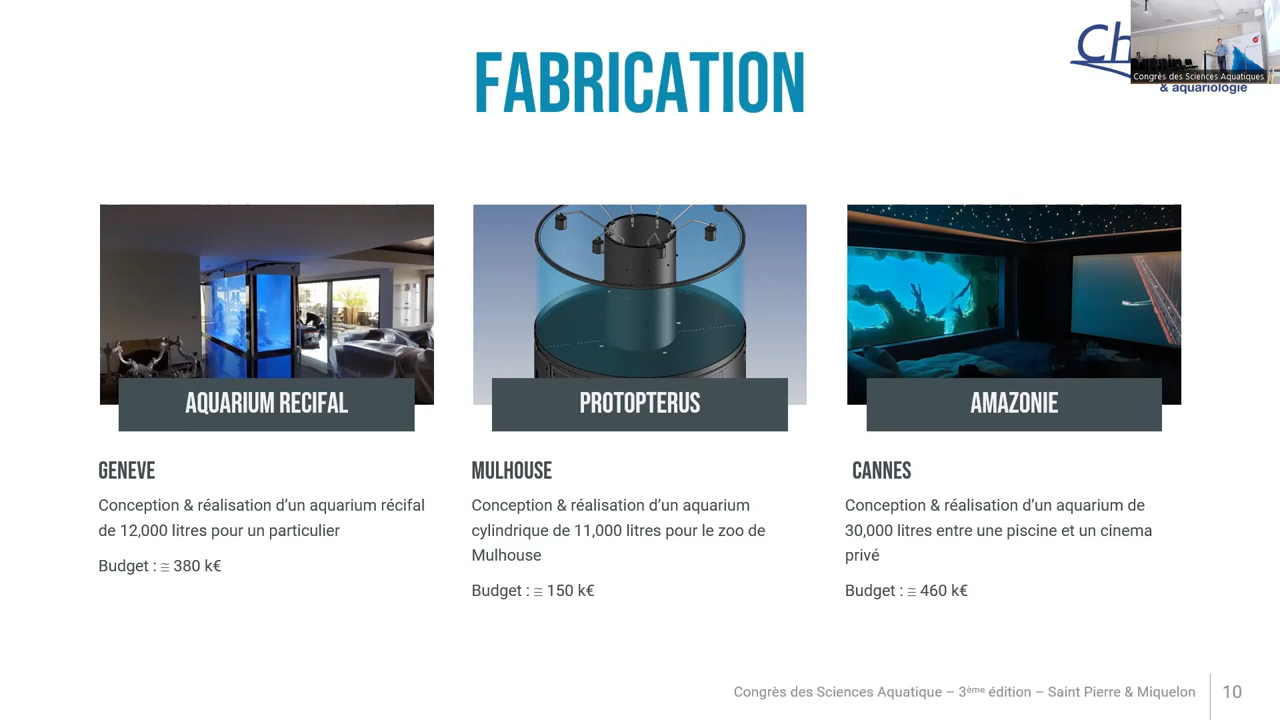 FABRICATION
Ch
& aquariologie
Congrès des Sciences Aquatiques
AQUARIUM RECIFAL
GENEVE
Conception & réalisation d’un aquarium récifal
de 12,000 litres pour un particulier
Budget : ≅ 380 k€
PROTOPTERUS
MULHOUSE
Conception & réalisation d’un aquarium
cylindrique de 11,000 litres pour le zoo de
Mulhouse
Budget : ≅ 150 k€
AMAZONIE
CANNES
Conception & réalisation d’un aquarium de
30,000 litres entre une piscine et un cinema
privé
Budget : ≅ 460 k€
Congrès des Sciences Aquatique – 3ème édition – Saint Pierre & Miquelon
10